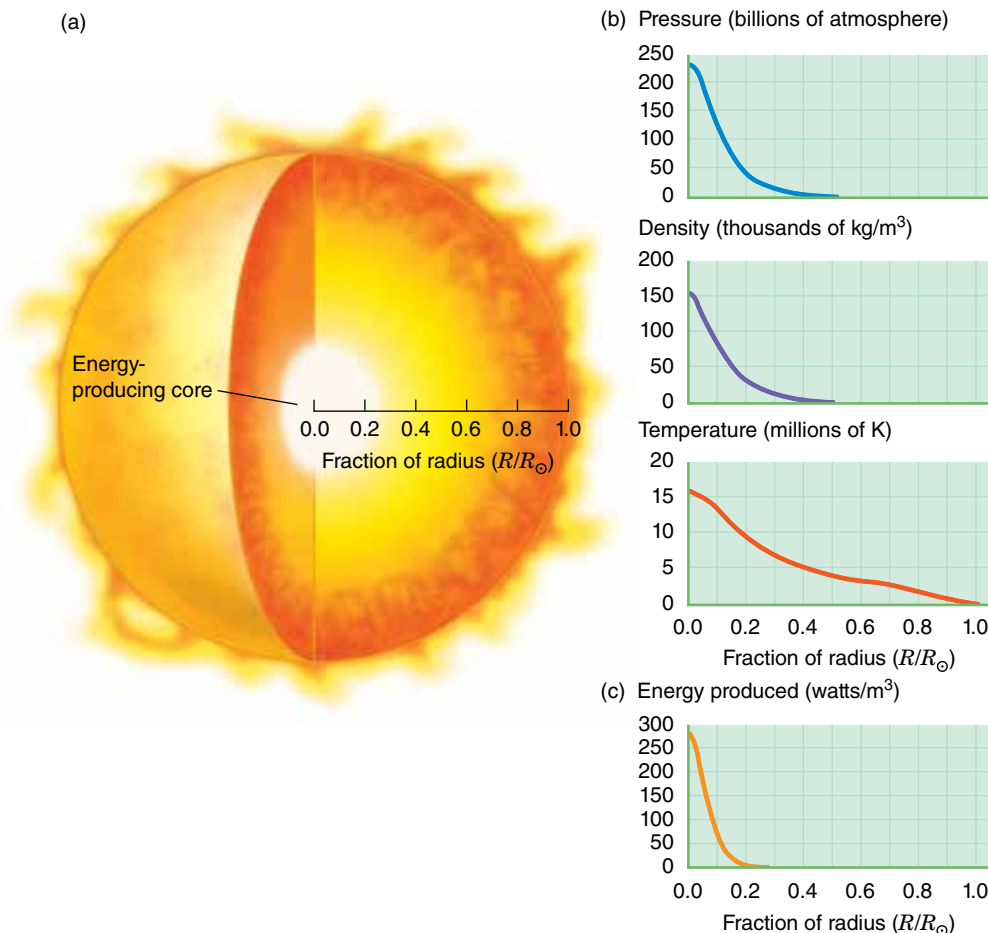 (a)
Energy-
producing core
0.0 0.2 0.4 0.6 0.8 1.0
Fraction of radius (R/R☉)
(b) Pressure (billions of atmosphere)
250
200
150
100
50
0
Density (thousands of kg/m³)
200
150
100
50
0
Temperature (millions of K)
20
15
10
5
0
0.0 0.2 0.4 0.6 0.8 1.0
Fraction of radius (R/R☉)
(c) Energy produced (watts/m³)
300
250
200
150
100
50
0
0.0 0.2 0.4 0.6 0.8 1.0
Fraction of radius (R/R☉)